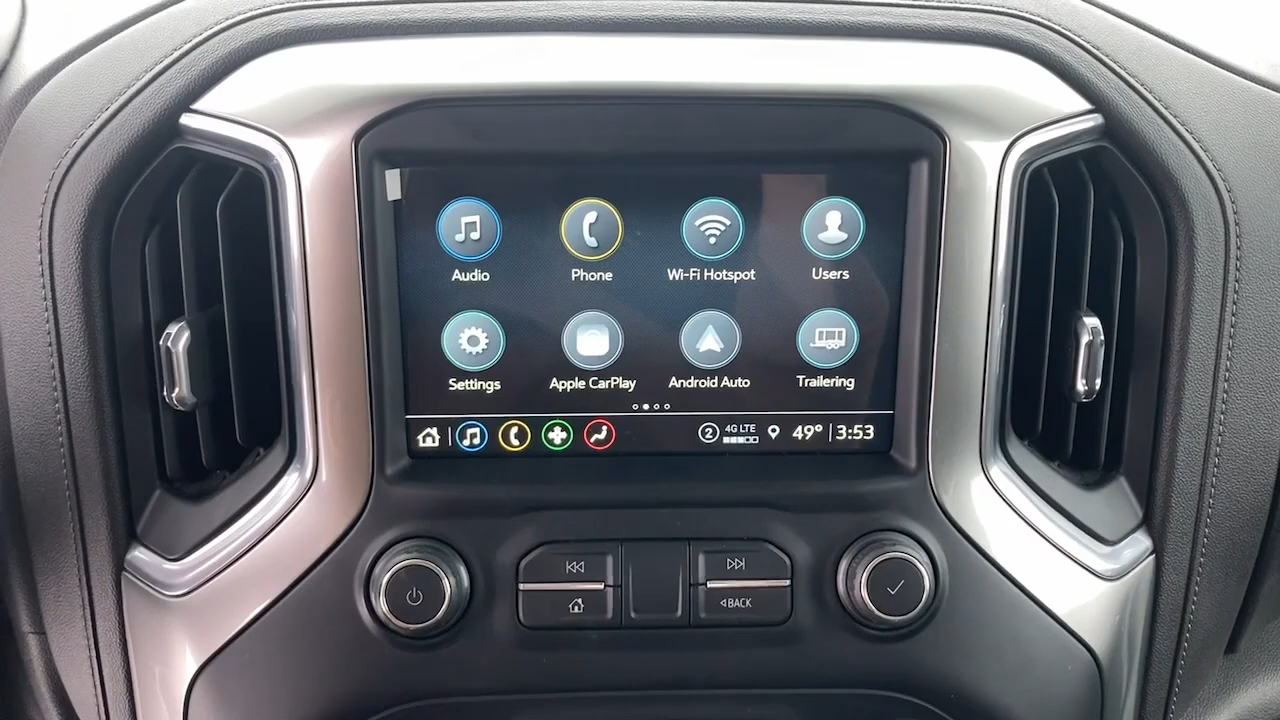 Audio Phone Wi-Fi Hotspot Users
Settings Apple CarPlay Android Auto Trailering
2 4G LTE 49° 3:53
BACK